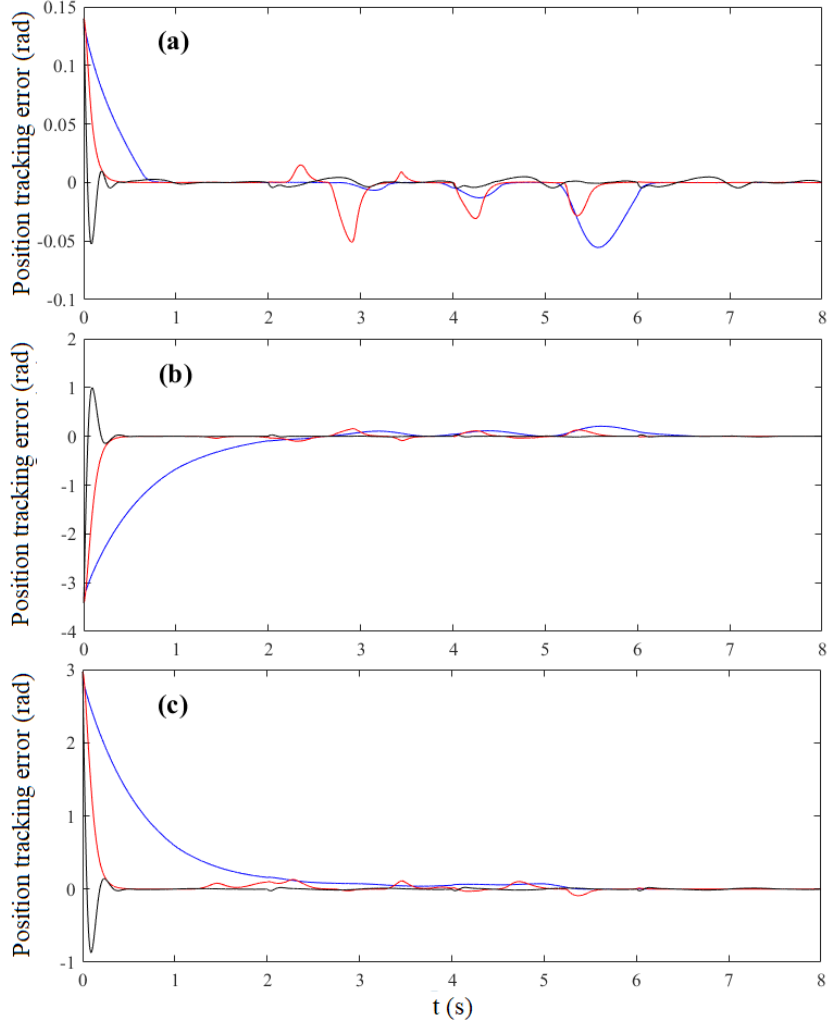 Position tracking error (rad)
(a)
0.15
0.1
0.05
0
-0.05
-0.1
0 1 2 3 4 5 6 7 8
Position tracking error (rad)
(b)
2
1
0
-1
-2
-3
-4
0 1 2 3 4 5 6 7 8
Position tracking error (rad)
(c)
3
2
1
0
-1
0 1 2 3 4 5 6 7 8
t (s)